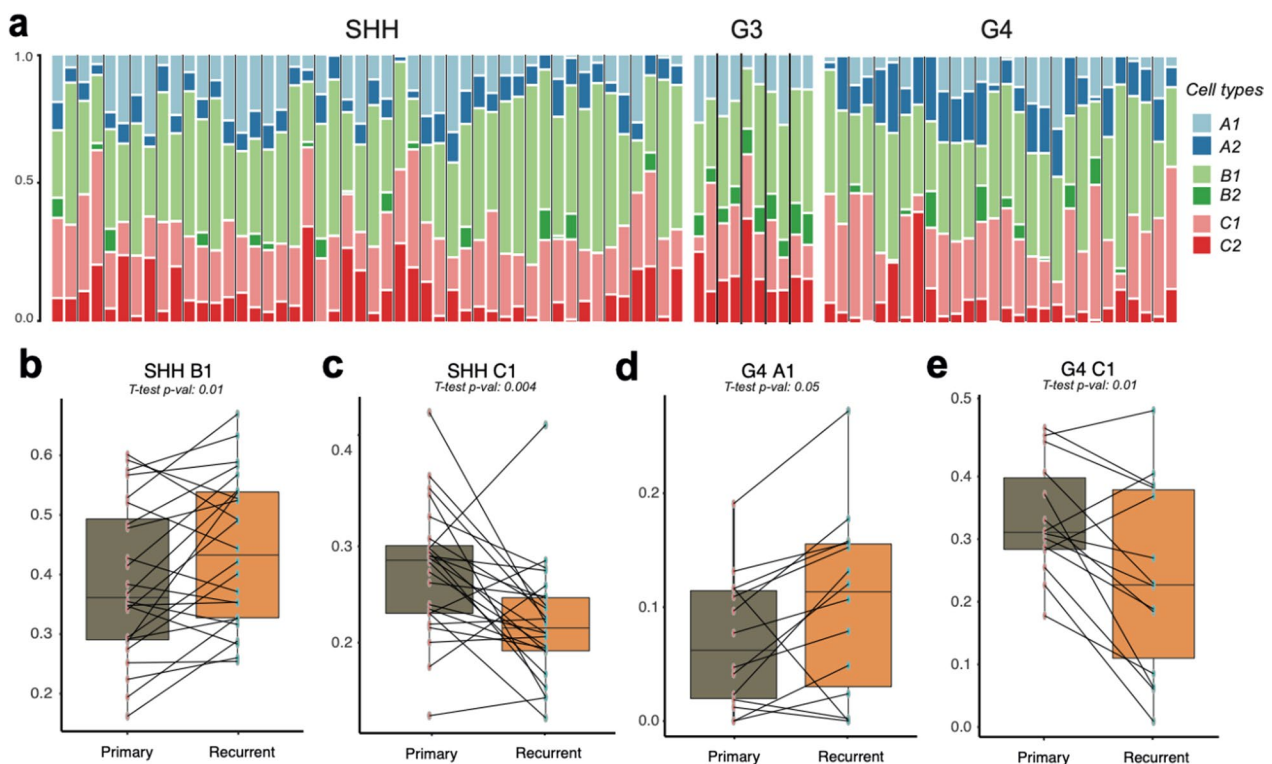 a
SHH
G3
G4
1.0
0.5
0.0
Cell types
A1
A2
B1
B2
C1
C2
b
SHH B1
T-test p-val: 0.01
0.6
0.5
0.4
0.3
0.2
Primary Recurrent
c
SHH C1
T-test p-val: 0.004
0.4
0.3
0.2
Primary Recurrent
d
G4 A1
T-test p-val: 0.05
0.2
0.1
0.0
Primary Recurrent
e
G4 C1
T-test p-val: 0.01
0.5
0.4
0.3
0.2
0.1
0.0
Primary Recurrent